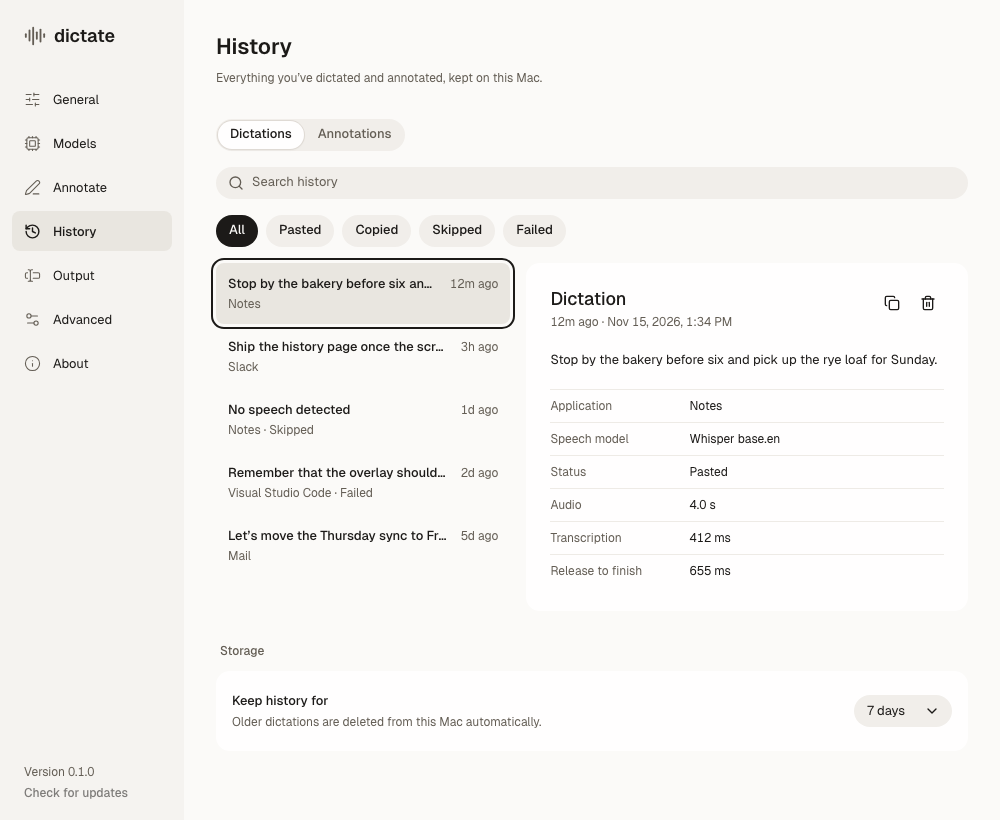 dictate
General
Models
Annotate
History
Output
Advanced
About
Version 0.1.0
Check for updates
History
Everything you've dictated and annotated, kept on this Mac.
Dictations Annotations
Search history
All Pasted Copied Skipped Failed
Stop by the bakery before six an... 12m ago
Notes
Ship the history page once the scr... 3h ago
Slack
No speech detected 1d ago
Notes · Skipped
Remember that the overlay should... 2d ago
Visual Studio Code · Failed
Let's move the Thursday sync to Fr... 5d ago
Mail
Dictation
12m ago · Nov 15, 2026, 1:34 PM
Stop by the bakery before six and pick up the rye loaf for Sunday.
Application Notes
Speech model Whisper base.en
Status Pasted
Audio 4.0 s
Transcription 412 ms
Release to finish 655 ms
Storage
Keep history for
Older dictations are deleted from this Mac automatically.
7 days